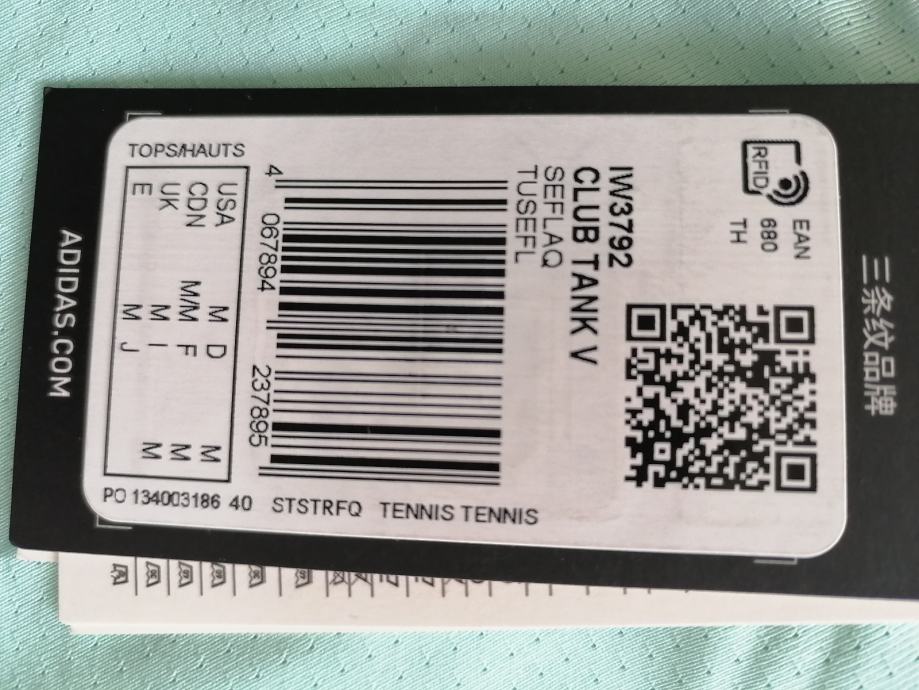 EAN
680
TH
RFID
IW3792
CLUB TANK V
SEFLAQ
TUSEFL
4 067894 237895
TOPS/HAUTS
USA M D M
CDN M/M F M
UK M I M
E M J
PO 134003186 40 STSTRFQ TENNIS TENNIS
ADIDAS.COM
三条纹品牌